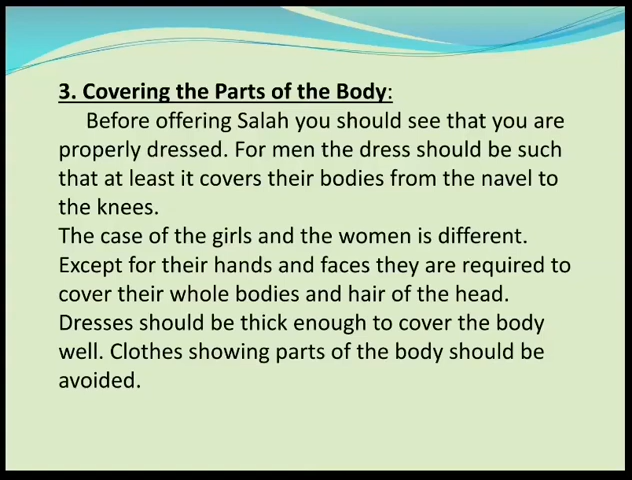 3. Covering the Parts of the Body:
Before offering Salah you should see that you are
properly dressed. For men the dress should be such
that at least it covers their bodies from the navel to
the knees.
The case of the girls and the women is different.
Except for their hands and faces they are required to
cover their whole bodies and hair of the head.
Dresses should be thick enough to cover the body
well. Clothes showing parts of the body should be
avoided.